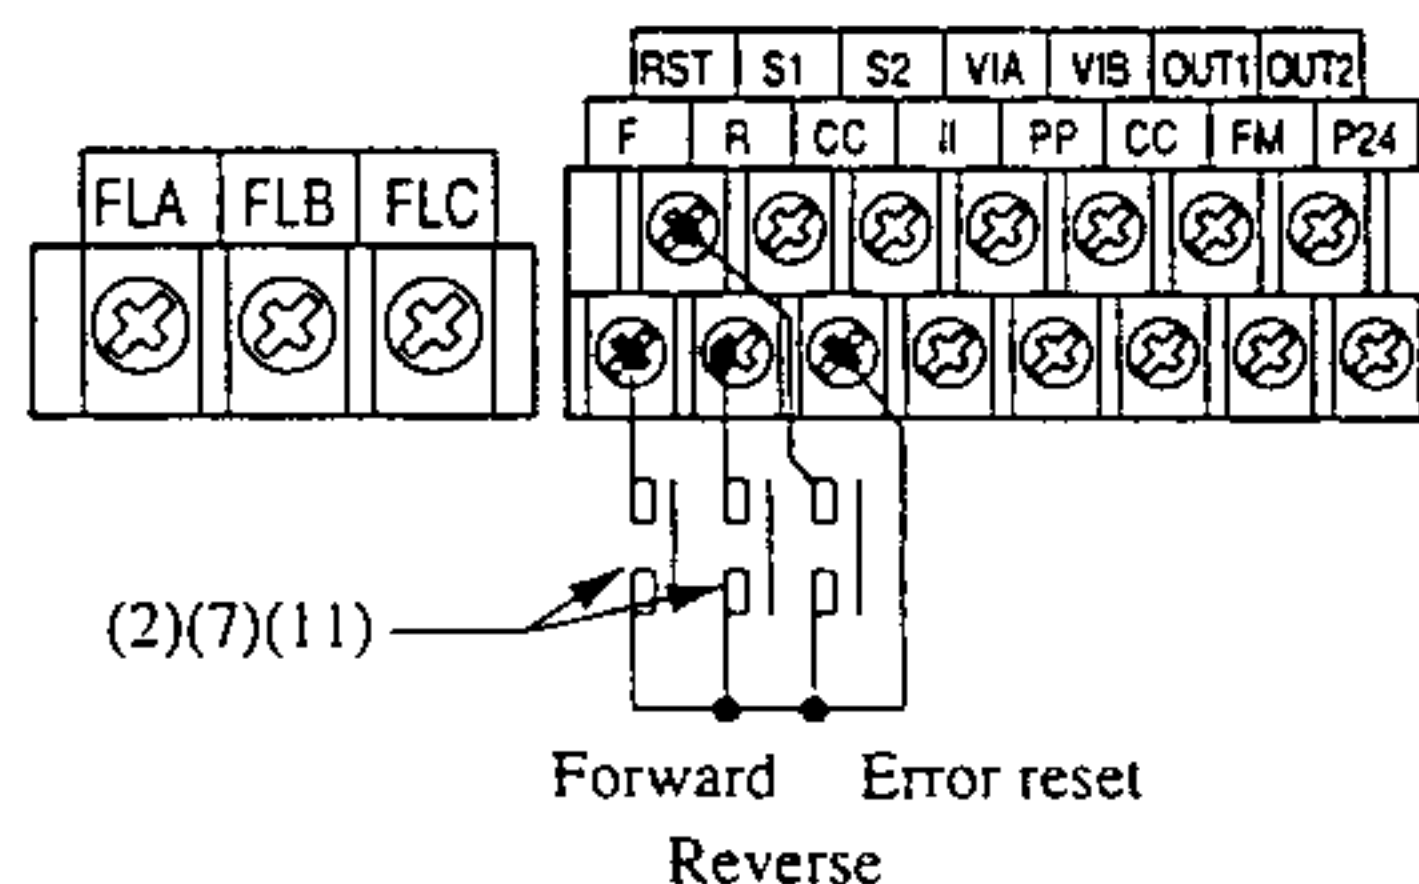 RST S1 S2 VIA VIB OUT1 OUT2
F R CC II PP CC FM P24
FLA FLB FLC
(2)(7)(11)
Forward Error reset
Reverse